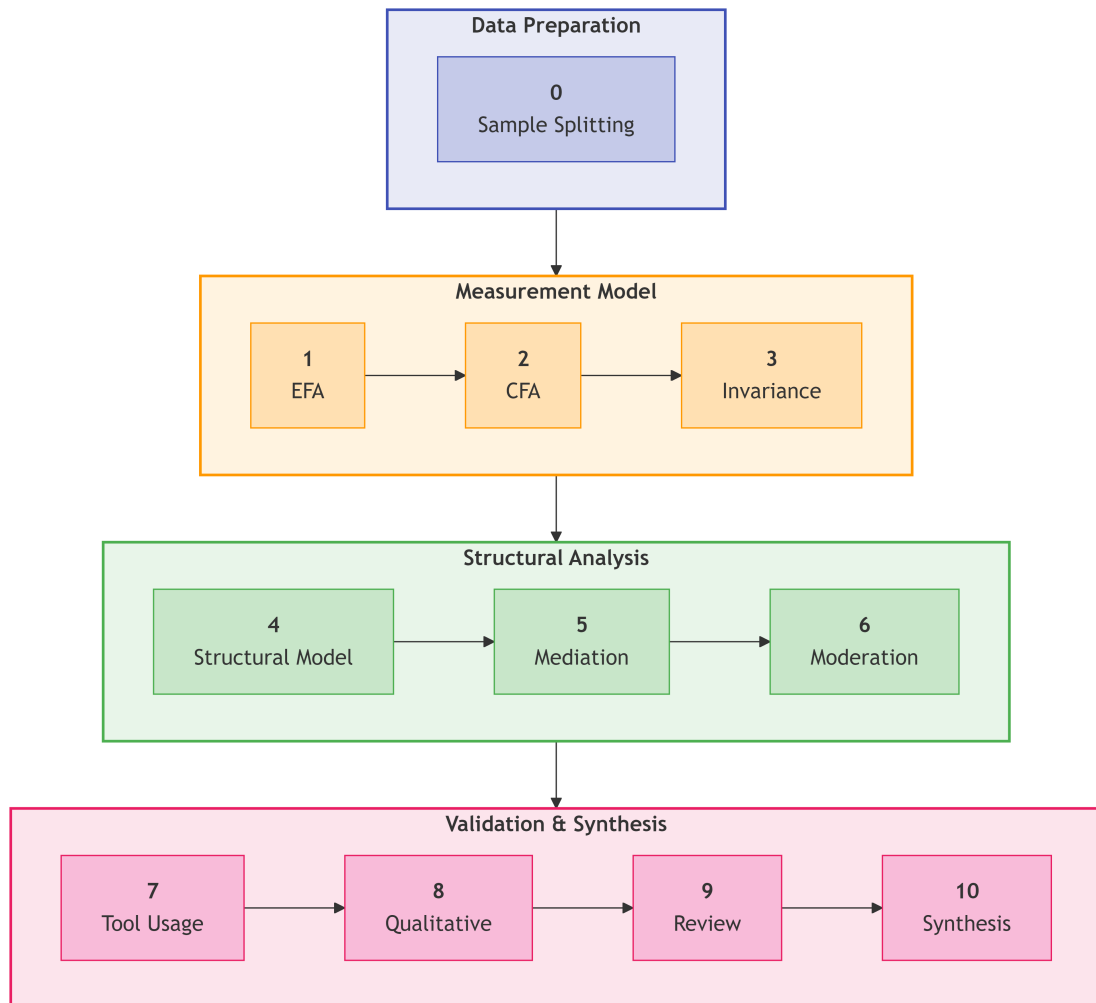 Data Preparation
0
Sample Splitting
Measurement Model
1
EFA
2
CFA
3
Invariance
Structural Analysis
4
Structural Model
5
Mediation
6
Moderation
Validation & Synthesis
7
Tool Usage
8
Qualitative
9
Review
10
Synthesis